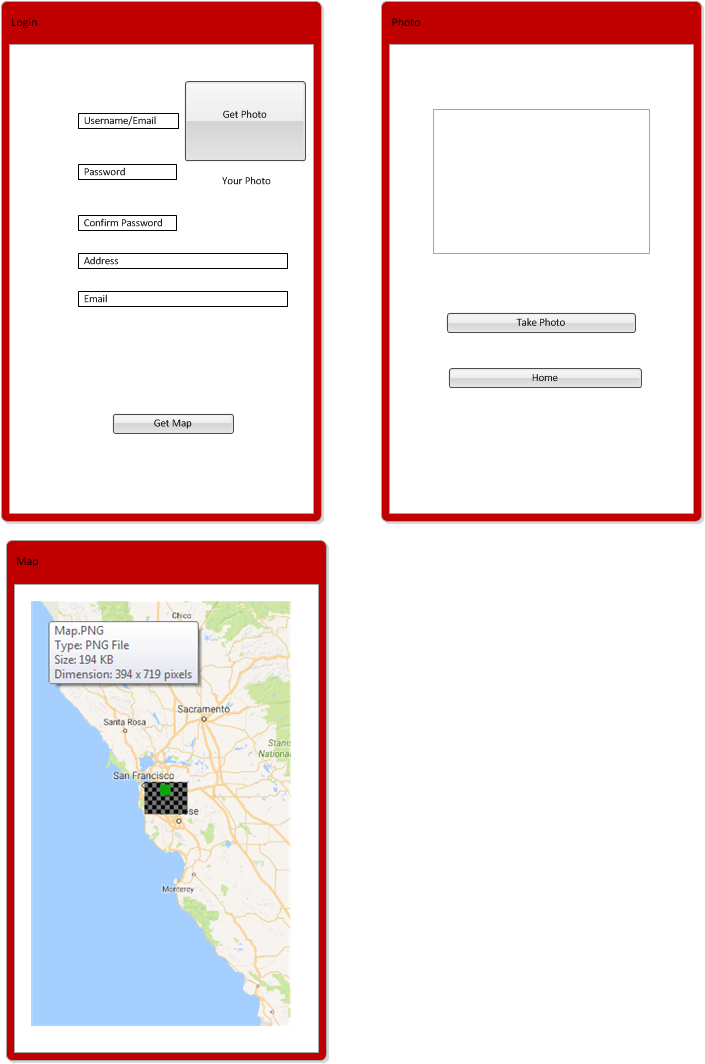 Login
Get Photo
Username/Email
Password
Your Photo
Confirm Password
Address
Email
Get Map
Photo
Take Photo
Home
Map
Chico
Map.PNG
Type: PNG File
Size: 194 KB
Dimension: 394 x 719 pixels
Sacramento
Santa Rosa
Stanis
Nationa
San Francisco
ose
Monterey